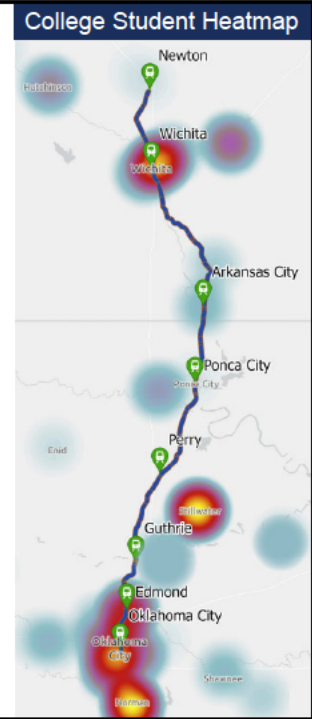 College Student Heatmap
Newton
Hutchinson
Wichita
Wichita
Arkansas City
Ponca City
Ponca City
Perry
Enid
Stillwater
Guthrie
Edmond
Oklahoma City
Oklahoma
City
Shawnee
Norman